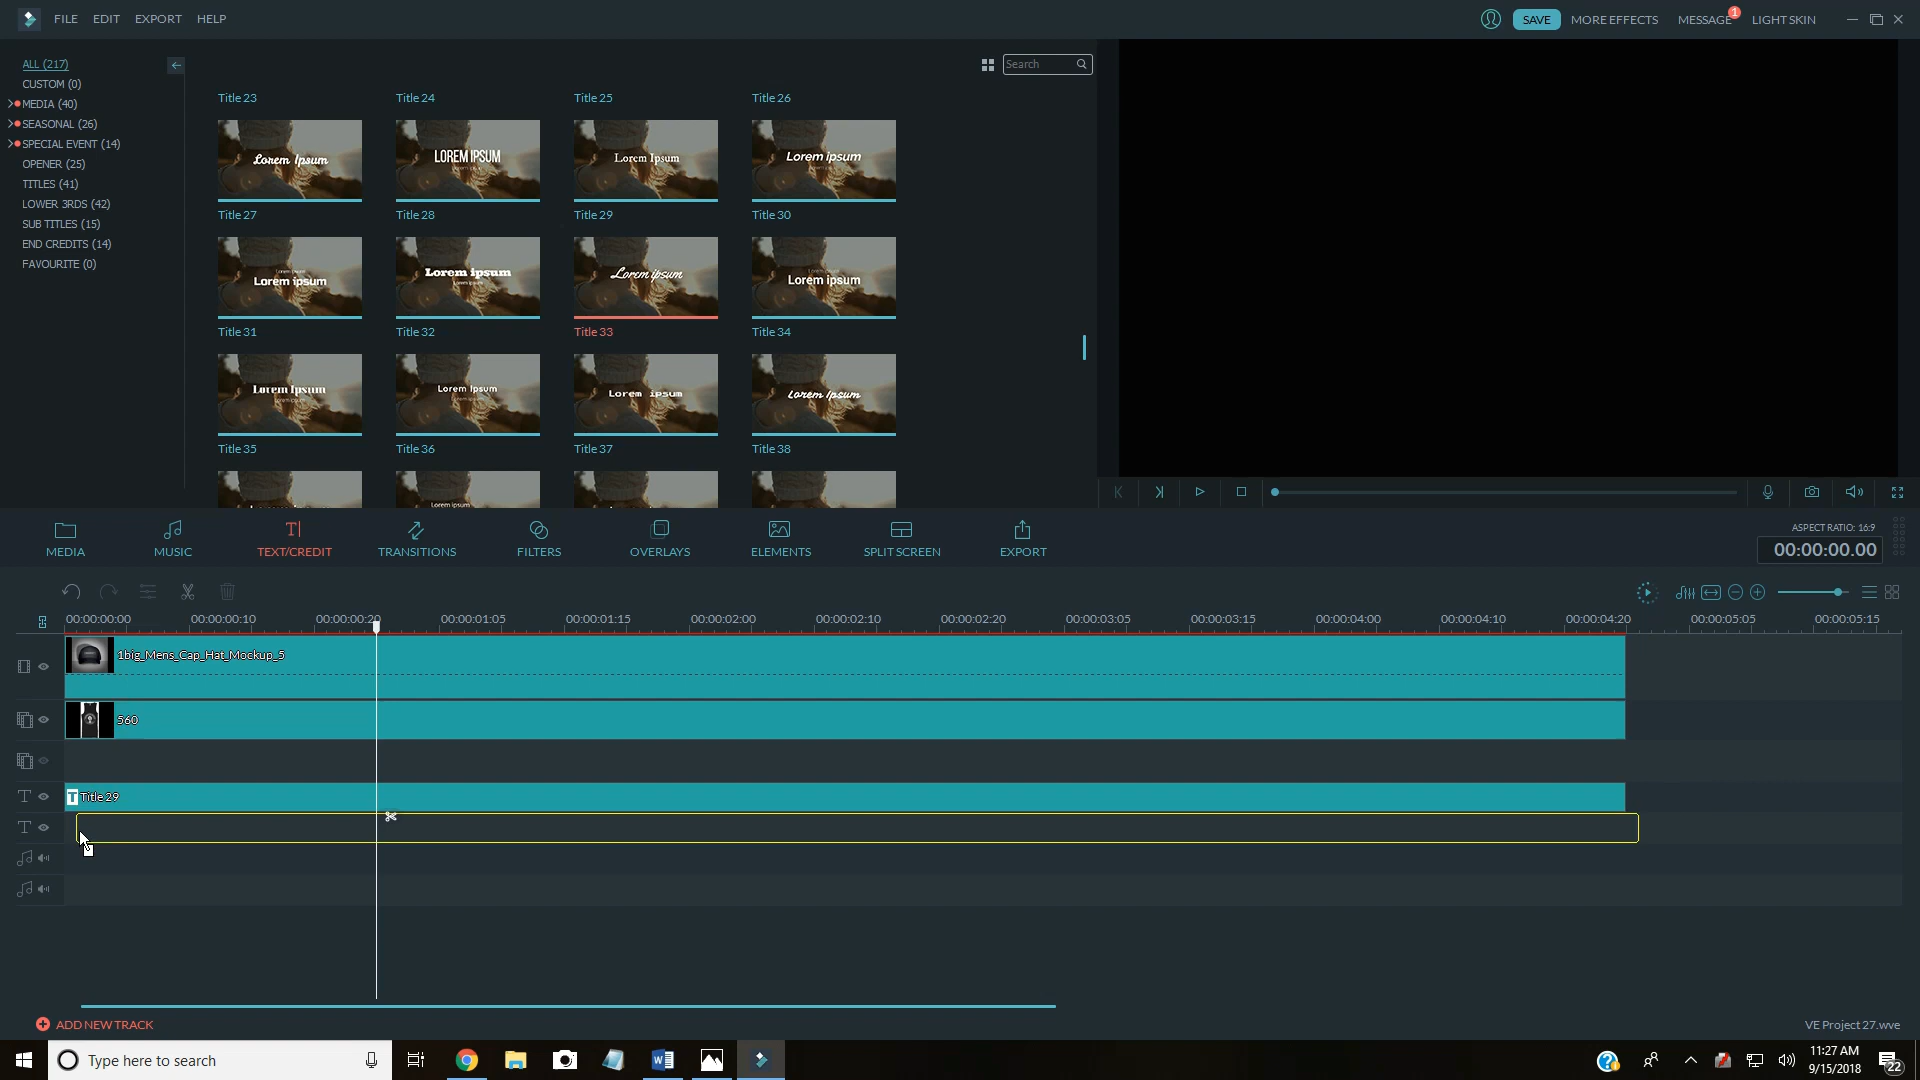 FILE EDIT EXPORT HELP
SAVE MORE EFFECTS MESSAGE 1 LIGHT SKIN
ALL (217)
CUSTOM (0)
MEDIA (40)
SEASONAL (26)
SPECIAL EVENT (14)
OPENER (25)
TITLES (41)
LOWER 3RDS (42)
SUB TITLES (15)
END CREDITS (14)
FAVOURITE (0)
Search
Title 23 Title 24 Title 25 Title 26
Lorem Ipsum LOREM IPSUM Lorem Ipsum Lorem ipsum
Title 27 Title 28 Title 29 Title 30
Lorem ipsum Lorem ipsum Lorem ipsum Lorem ipsum
Title 31 Title 32 Title 33 Title 34
Lorem Ipsum Lorem Ipsum Lorem ipsum Lorem Ipsum
Title 35 Title 36 Title 37 Title 38
MEDIA MUSIC TEXT/CREDIT TRANSITIONS FILTERS OVERLAYS ELEMENTS SPLIT SCREEN EXPORT
ASPECT RATIO: 16:9
00:00:00.00
00:00:00:00 00:00:00:10 00:00:00:20 00:00:01:05 00:00:01:15 00:00:02:00 00:00:02:10 00:00:02:20 00:00:03:05 00:00:03:15 00:00:04:00 00:00:04:10 00:00:04:20 00:00:05:05 00:00:05:15
1big_Mens_Cap_Hat_Mockup_5
560
T Title 29
ADD NEW TRACK
VE Project 27.wve
Type here to search
11:27 AM
9/15/2018
22